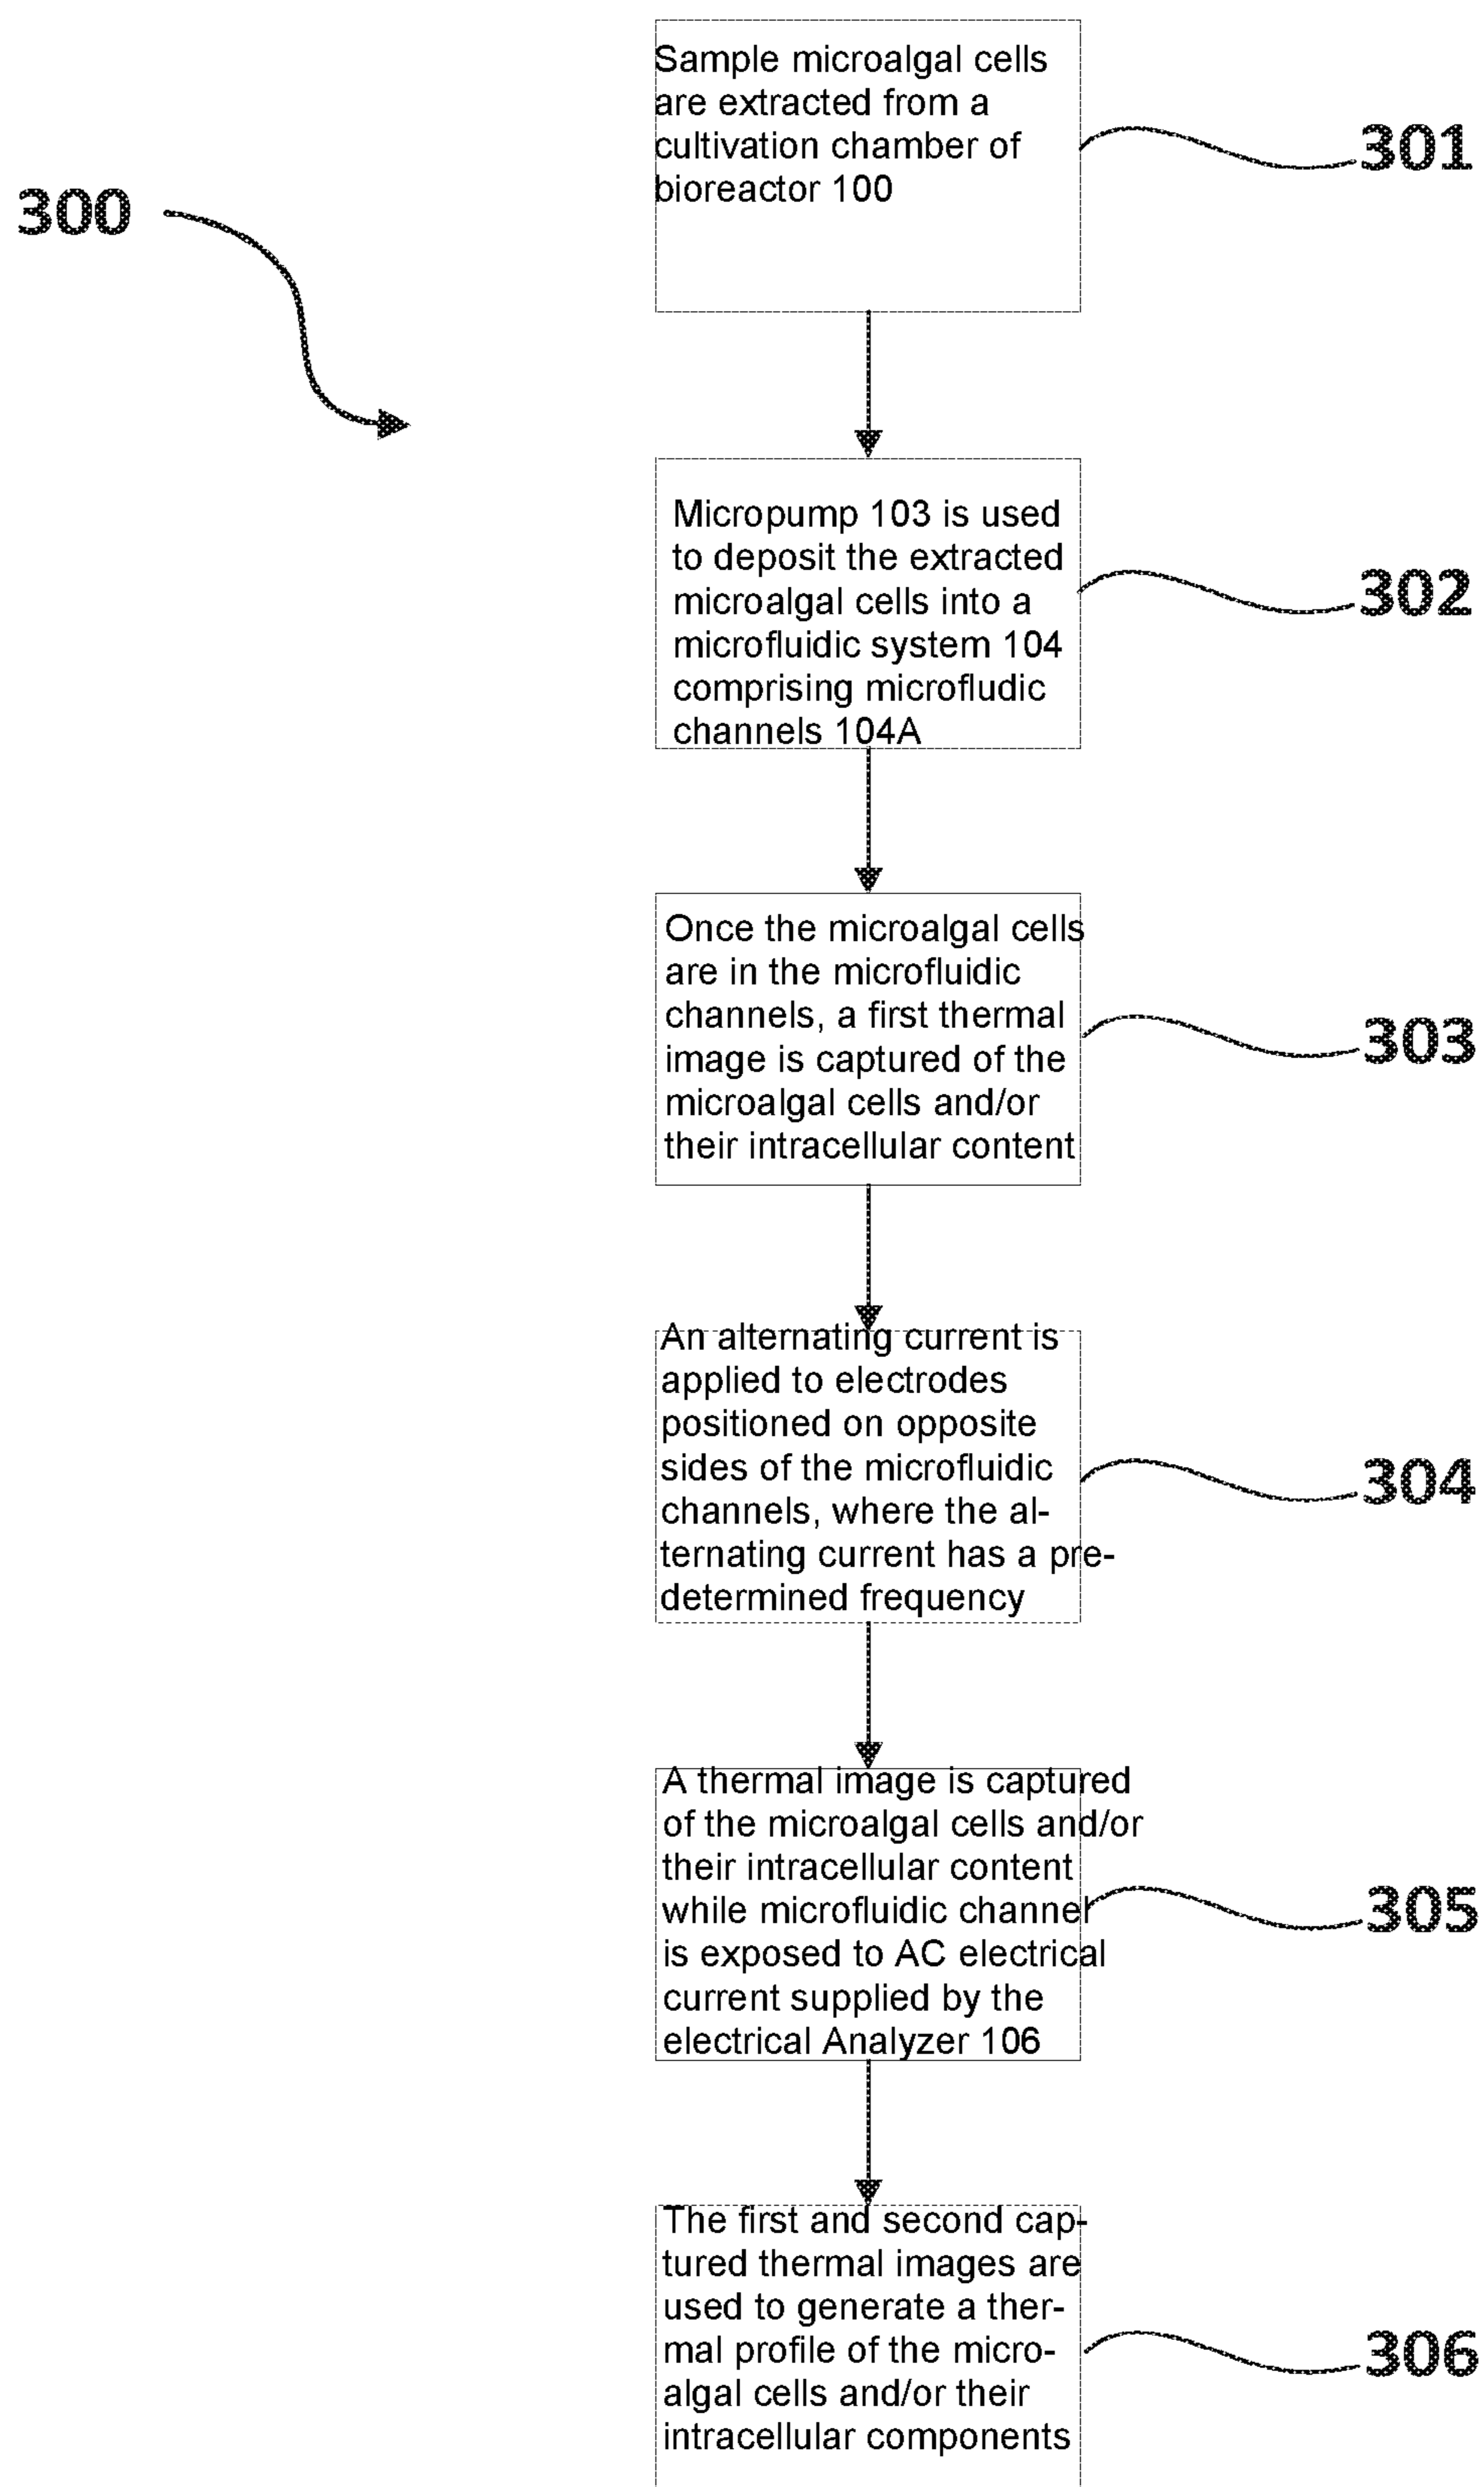 Sample microalgal cells
are extracted from a
cultivation chamber of
bioreactor 100
301
300
Micropump 103 is used
to deposit the extracted
microalgal cells into a
microfluidic system 104
comprising microfludic
channels 104A
302
Once the microalgal cells
are in the microfluidic
channels, a first thermal
image is captured of the
microalgal cells and/or
their intracellular content
303
An alternating current is
applied to electrodes
positioned on opposite
sides of the microfluidic
channels, where the al-
ternating current has a pre-
determined frequency
304
A thermal image is captured
of the microalgal cells and/or
their intracellular content
while microfluidic channel
is exposed to AC electrical
current supplied by the
electrical Analyzer 106
305
The first and second cap-
tured thermal images are
used to generate a ther-
mal profile of the micro-
algal cells and/or their
intracellular components
306